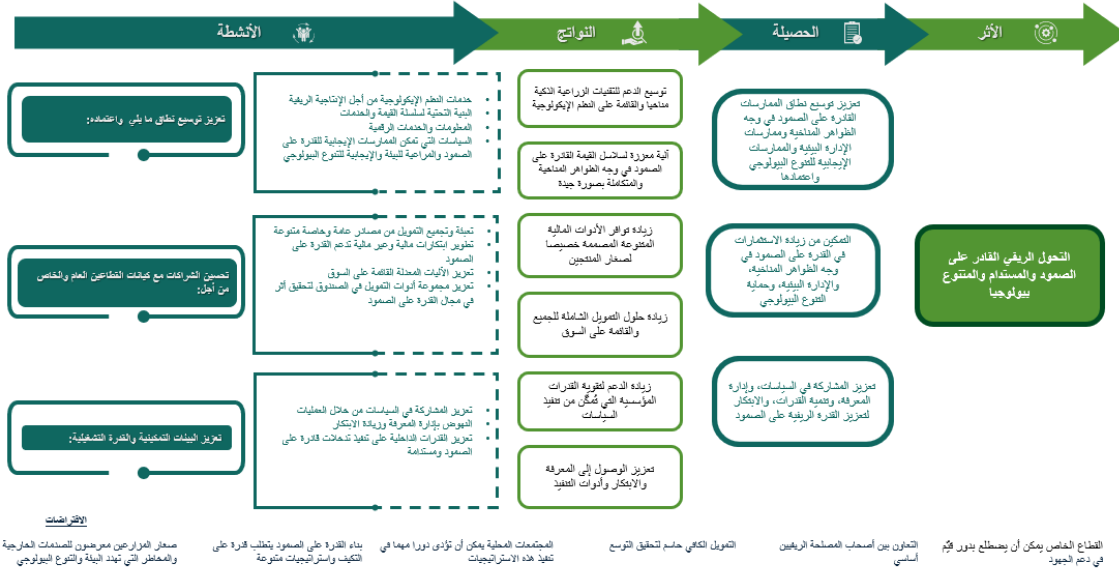 الأنشطة
النواتج
الحصيلة
الأثر
تعزيز توسيع نطاق ما يلي واعتماده:
خدمات النظم الإيكولوجية من أجل الإنتاجية الريفية
البنية التحتية لسلسلة القيمة والخدمات
المعلومات والخدمات الرقمية
السياسات التي تمكن الممارسات الإيجابية للقدرة على
الصمود والمراعية للبيئة والإيجابية للتنوع البيولوجي
تحسين الشراكات مع كيانات القطاعين العام والخاص
من أجل:
تعبئة وتجميع التمويل من مصادر عامة وخاصة متنوعة
تطوير ابتكارات مالية وغير مالية تدعم القدرة على
الصمود
تعزيز الآليات المعدلة القائمة على السوق
تعزيز مجموعة أدوات التمويل في الصندوق لتحقيق أثر
في مجال القدرة على الصمود
تعزيز البيئات التمكينية والقدرة التشغيلية:
تعزيز المشاركة في السياسات من خلال العمليات
النهوض بإدارة المعرفة وزيادة الابتكار
تعزيز القدرات الداخلية على تنفيذ تدخلات قادرة على
الصمود ومستدامة
توسيع الدعم للتقنيات الزراعية الذكية
مناخيا والقائمة على النظم الإيكولوجية
آلية معززة لسلاسل القيمة القادرة على
الصمود في وجه الظواهر المناخية
والمتكاملة بصورة جيدة
زيادة توافر الأدوات المالية
المتنوعة المصممة خصيصا
لصغار المنتجين
زيادة حلول التمويل الشاملة للجميع
والقائمة على السوق
زيادة الدعم لتقوية القدرات
المؤسسية التي تُمكّن من تنفيذ
السياسات
تعزيز الوصول إلى المعرفة
والابتكار وأدوات التنفيذ
تعزيز توسيع نطاق الممارسات
القادرة على الصمود في وجه
الظواهر المناخية وممارسات
الإدارة البيئية والممارسات
الإيجابية للتنوع البيولوجي
واعتمادها
التمكين من زيادة الاستثمارات
في القدرة على الصمود في
وجه الظواهر المناخية،
والإدارة البيئية، وحماية
التنوع البيولوجي
تعزيز المشاركة في السياسات، وإدارة
المعرفة، وتنمية القدرات، والابتكار
لتعزيز القدرة الريفية على الصمود
التحول الريفي القادر على
الصمود والمستدام والمتنوع
بيولوجيا
الافتراضات
صغار المزارعين معرضون للصدمات الخارجية
والمخاطر التي تهدد البيئة والتنوع البيولوجي
بناء القدرة على الصمود يتطلب قدرة على
التكيف واستراتيجيات متنوعة
المجتمعات المحلية يمكن أن تؤدى دورا مهما في
تنفيذ هذه الاستراتيجيات
التمويل الكافي حاسم لتحقيق التوسع
التعاون بين أصحاب المصلحة الريفيين
أساسي
القطاع الخاص يمكن أن يضطلع بدور قيّم
في دعم الجهود